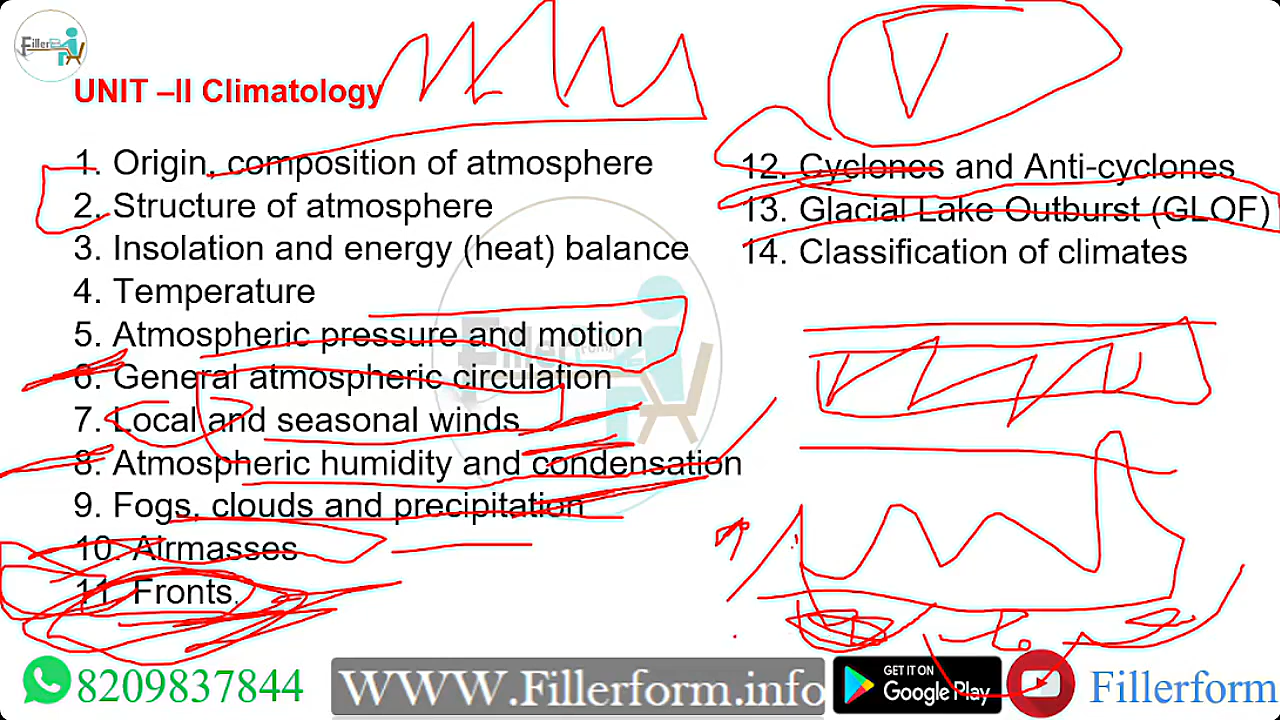 Filler
UNIT –II Climatology
1. Origin, composition of atmosphere
2. Structure of atmosphere
3. Insolation and energy (heat) balance
4. Temperature
5. Atmospheric pressure and motion
6. General atmospheric circulation
7. Local and seasonal winds
8. Atmospheric humidity and condensation
9. Fogs, clouds and precipitation
10. Airmasses
11. Fronts.
12. Cyclones and Anti-cyclones
13. Glacial Lake Outburst (GLOF)
14. Classification of climates
8209837844
WWW.Fillerform.info
GET IT ON
Google Play
Fillerform